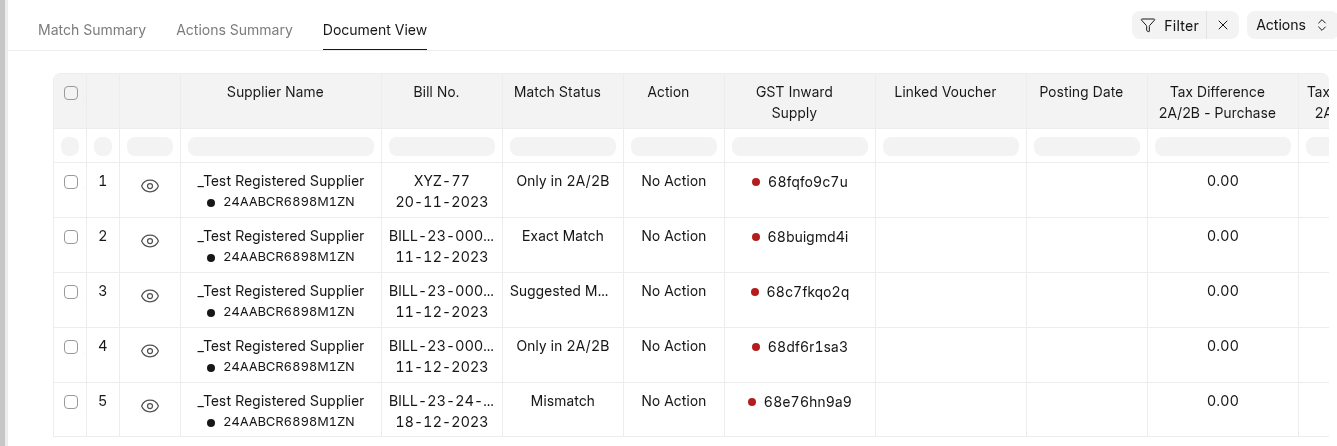 Match Summary Actions Summary Document View Filter Actions
Supplier Name Bill No. Match Status Action GST Inward Supply Linked Voucher Posting Date Tax Difference 2A/2B - Purchase Tax 2A
1 _Test Registered Supplier XYZ-77 Only in 2A/2B No Action 68fqfo9c7u 0.00
24AABCR6898M1ZN 20-11-2023
2 _Test Registered Supplier BILL-23-000... Exact Match No Action 68buigmd4i 0.00
24AABCR6898M1ZN 11-12-2023
3 _Test Registered Supplier BILL-23-000... Suggested M... No Action 68c7fkqo2q 0.00
24AABCR6898M1ZN 11-12-2023
4 _Test Registered Supplier BILL-23-000... Only in 2A/2B No Action 68df6r1sa3 0.00
24AABCR6898M1ZN 11-12-2023
5 _Test Registered Supplier BILL-23-24-... Mismatch No Action 68e76hn9a9 0.00
24AABCR6898M1ZN 18-12-2023